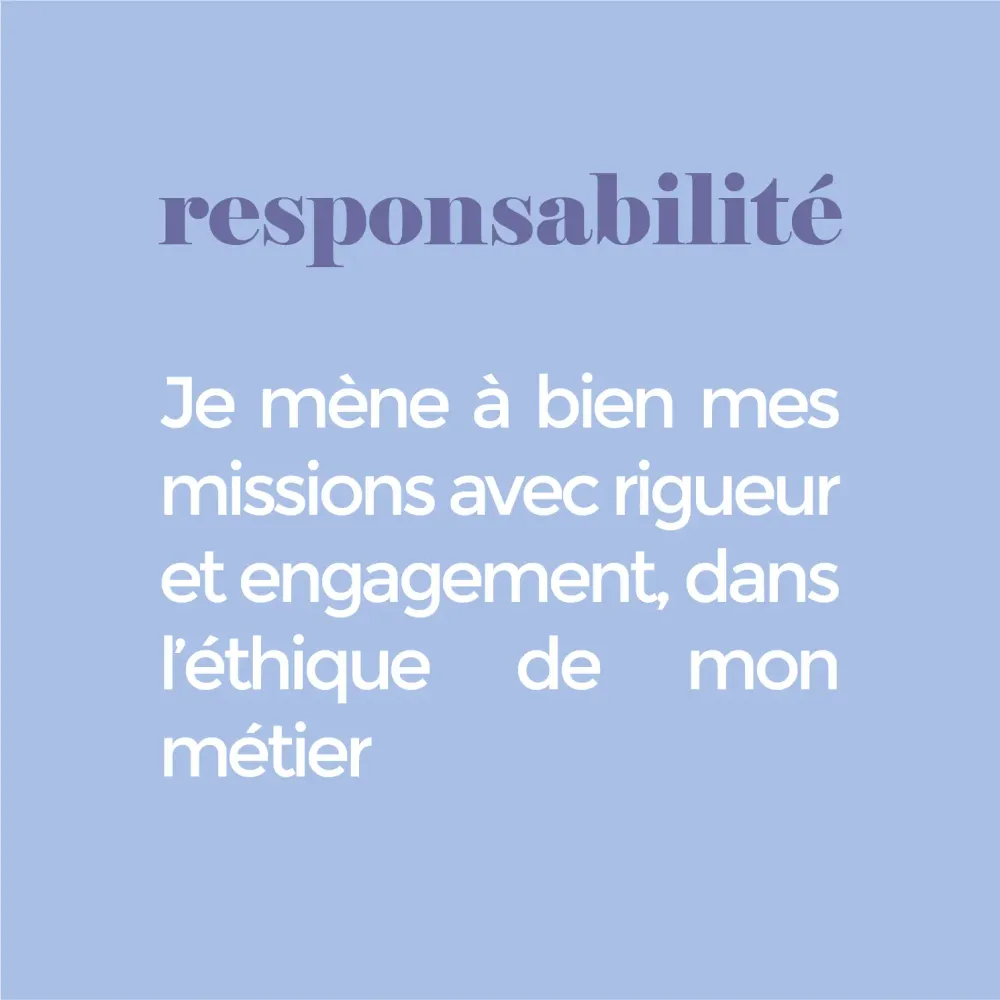 responsabilité
Je mène à bien mes
missions avec rigueur
et engagement, dans
l’éthique de mon
métier